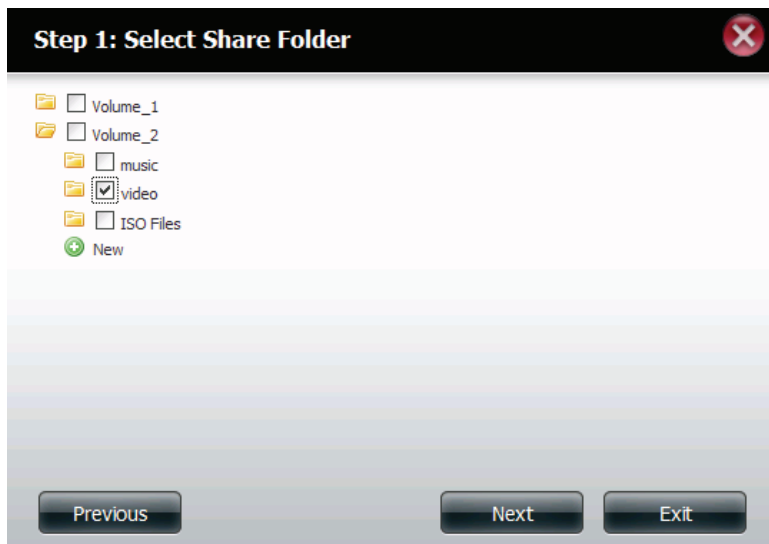 Step 1: Select Share Folder
Volume_1
Volume_2
music
video
ISO Files
New
Previous Next Exit